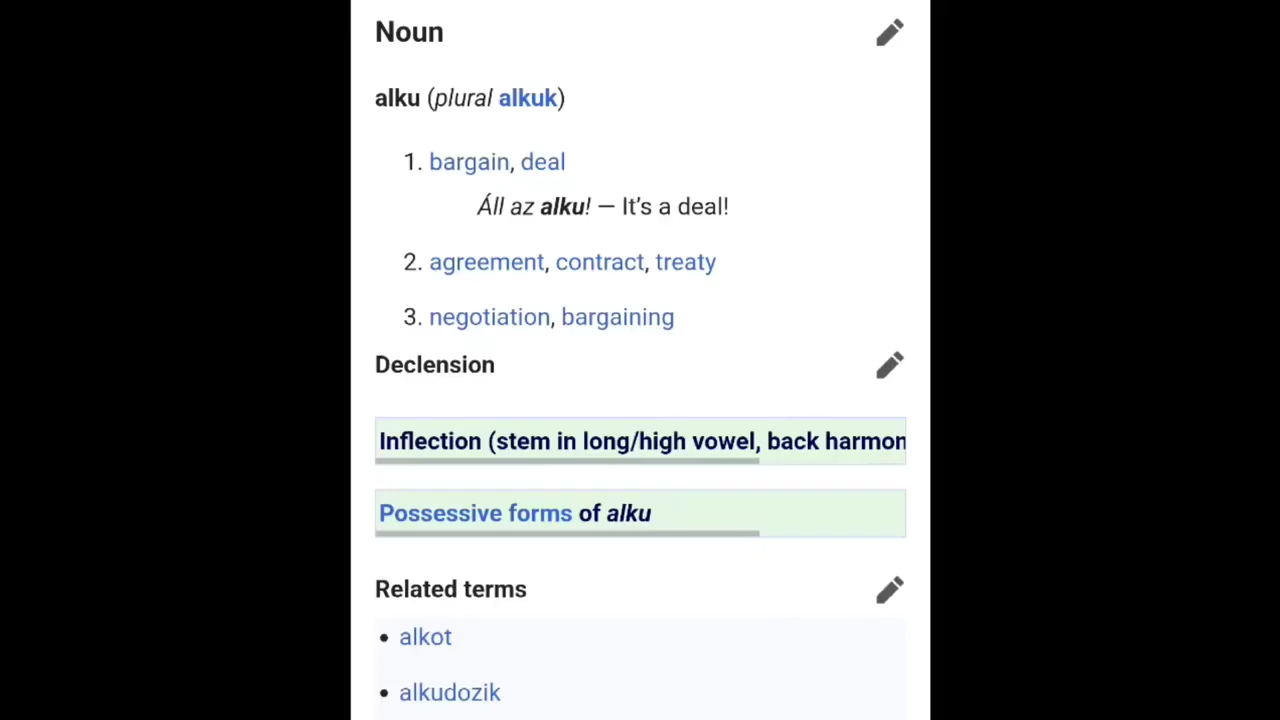 Noun
alku (plural alkuk)
1. bargain, deal
Áll az alku! — It’s a deal!
2. agreement, contract, treaty
3. negotiation, bargaining
Declension
Inflection (stem in long/high vowel, back harmon
Possessive forms of alku
Related terms
• alkot
• alkudozik